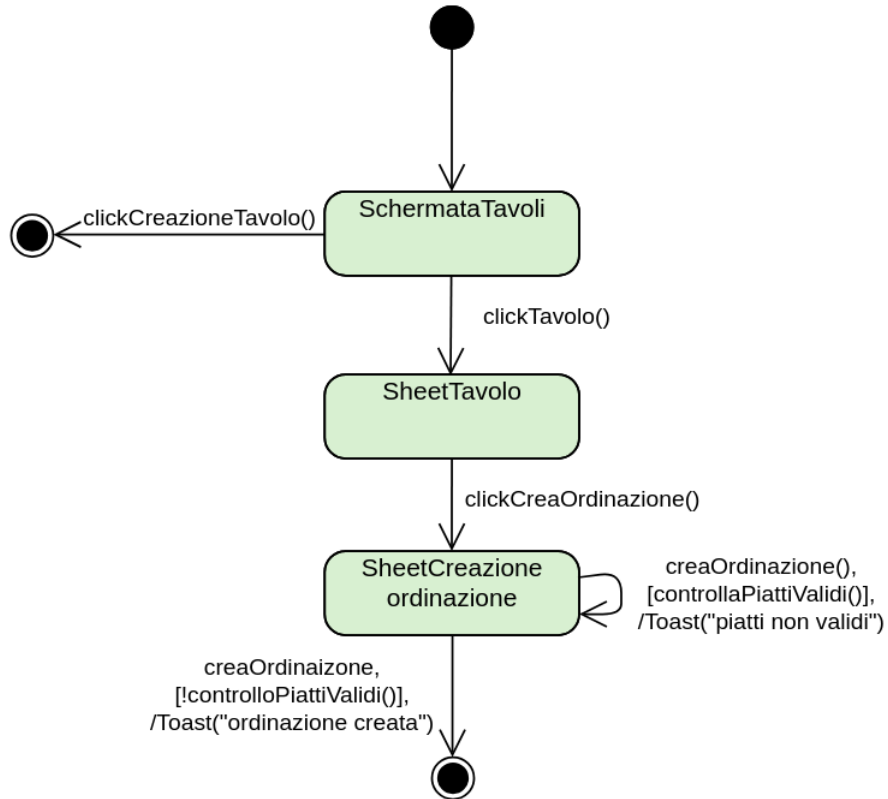 SchermataTavoli
clickCreazioneTavolo()
clickTavolo()
SheetTavolo
clickCreaOrdinazione()
SheetCreazione
ordinazione
creaOrdinazione(),
[controllaPiattiValidi()],
/Toast("piatti non validi")
creaOrdinaizone,
[!controlloPiattiValidi()],
/Toast("ordinazione creata")